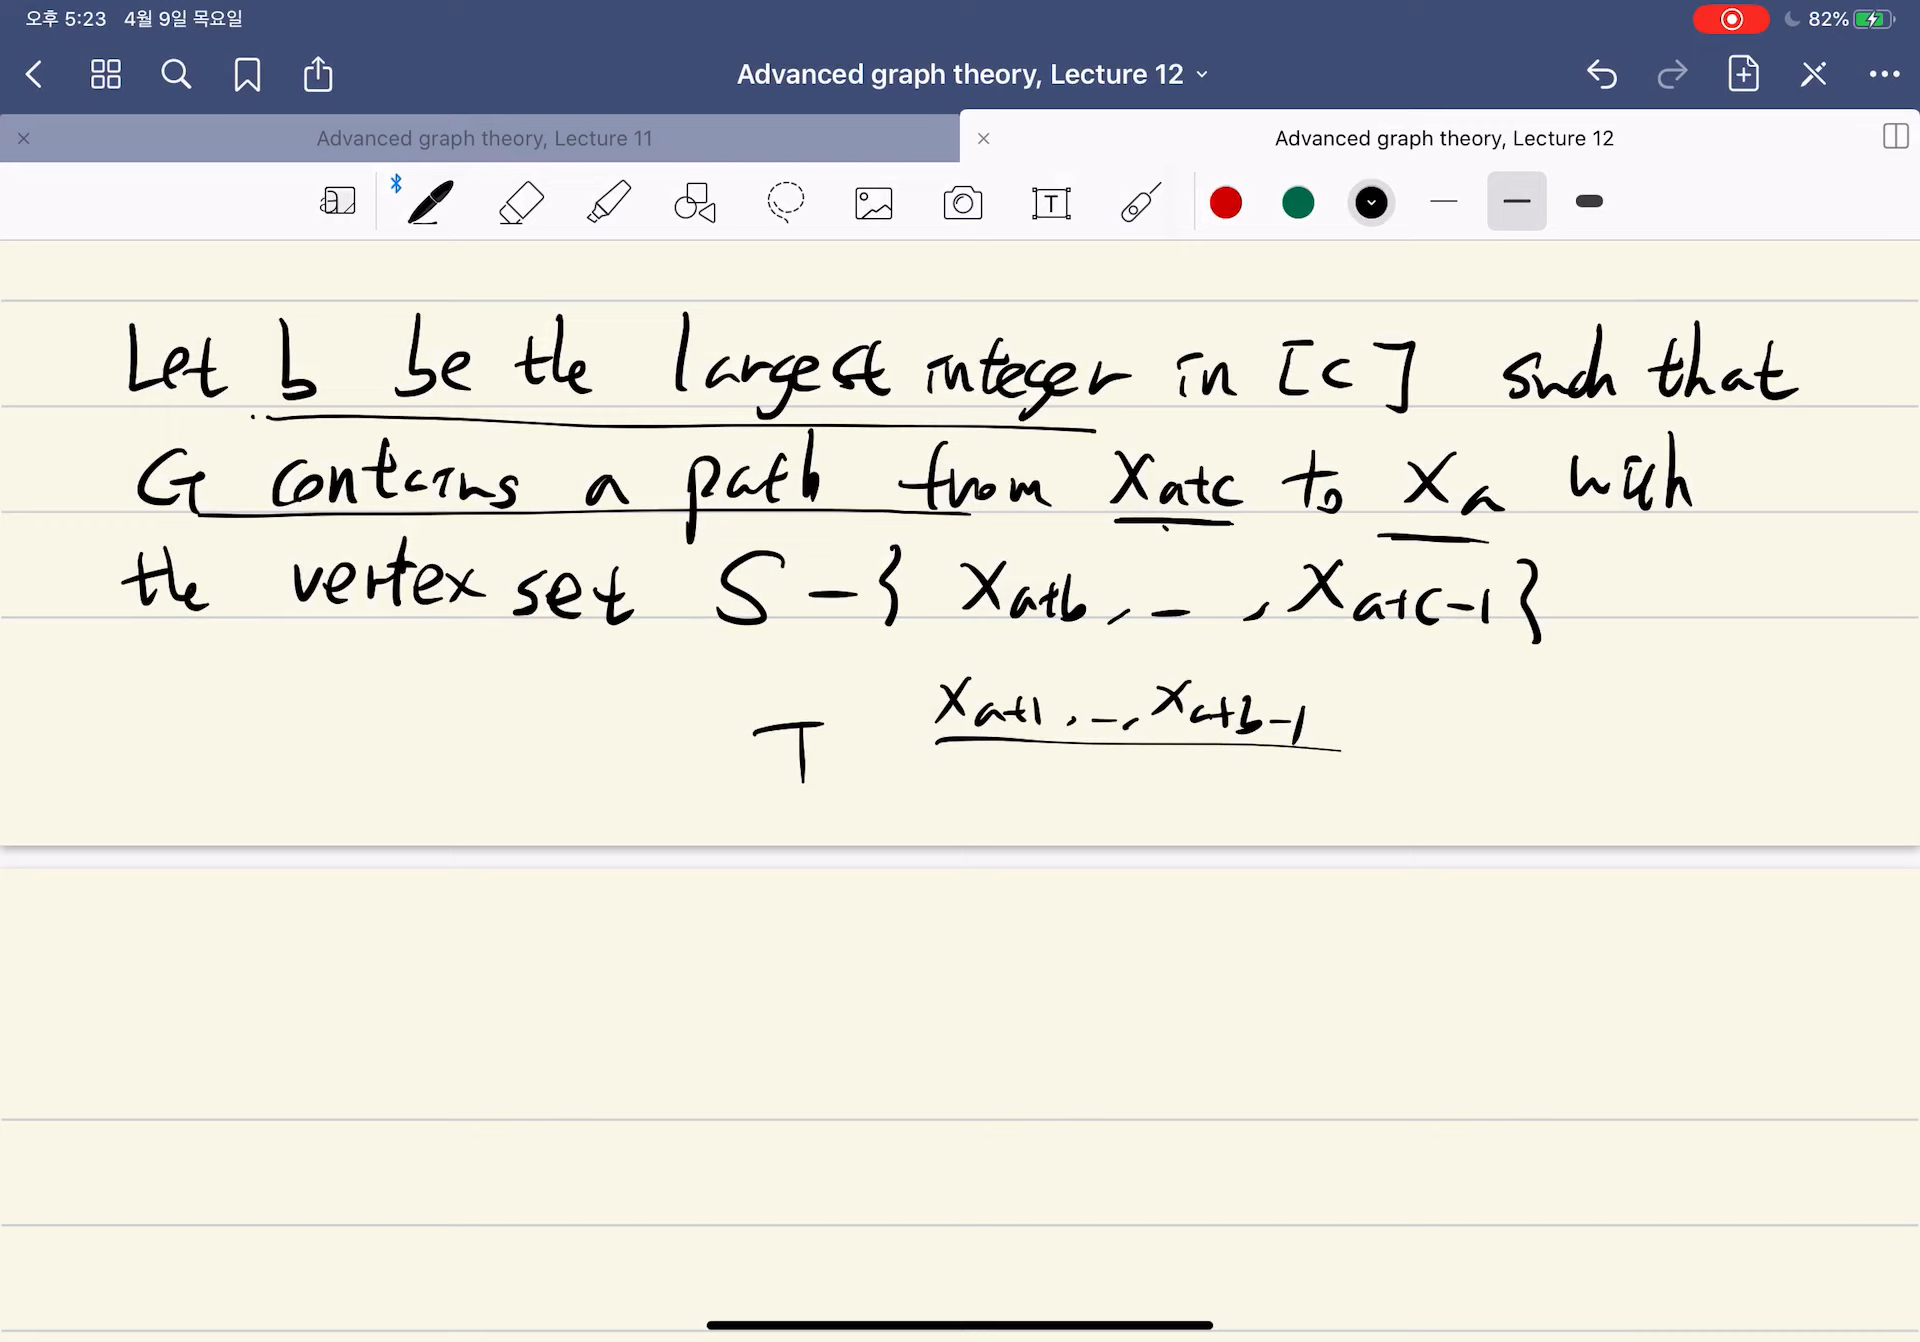 오후 5:23 4월 9일 목요일
82%
Advanced graph theory, Lecture 12
Advanced graph theory, Lecture 11
Advanced graph theory, Lecture 12
a
T
Let b be the largest integer in [c] such that
G contains a path from x_{a+c} to x_a with
the vertex set S - { x_{a+b}, -, x_{a+c-1} }
x_{a+1}, -, x_{a+b-1}
T